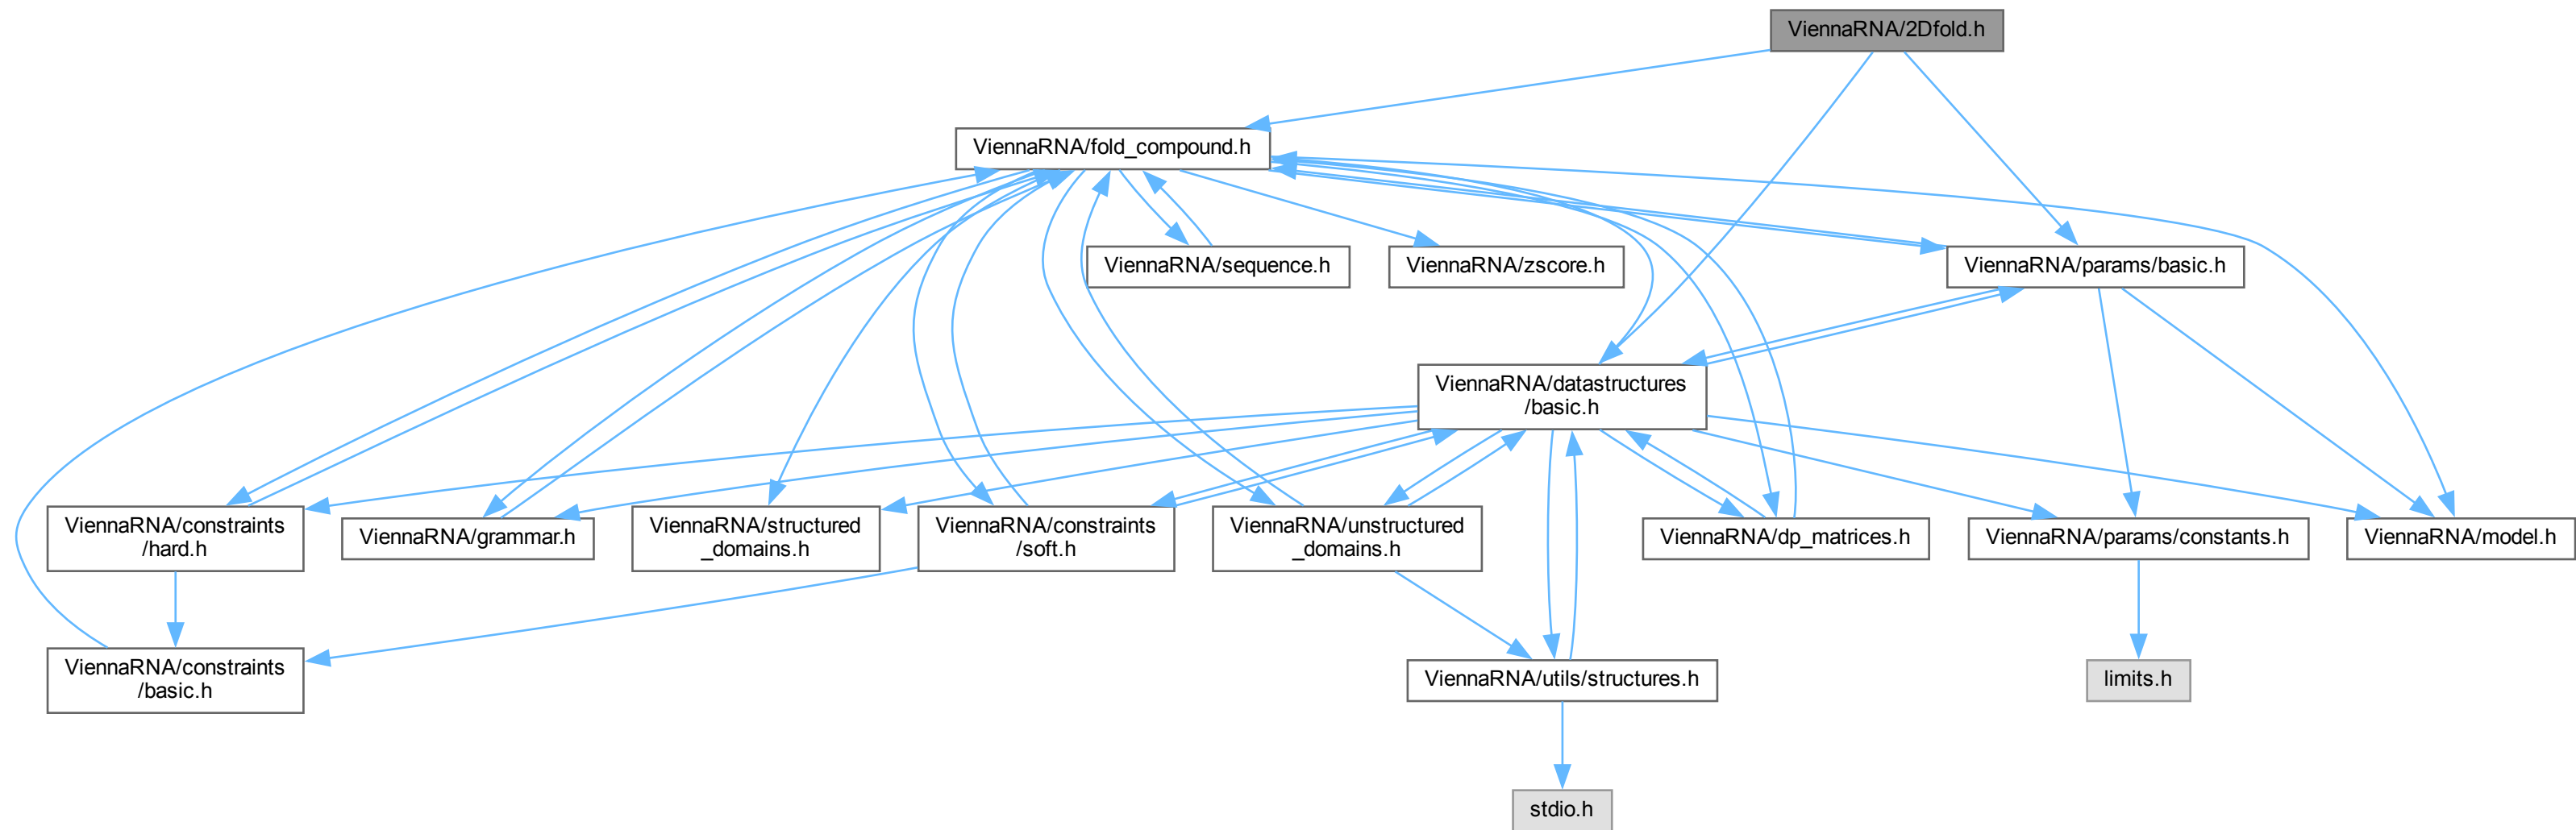 ViennaRNA/2Dfold.h
ViennaRNA/fold_compound.h
ViennaRNA/sequence.h
ViennaRNA/zscore.h
ViennaRNA/params/basic.h
ViennaRNA/datastructures
/basic.h
ViennaRNA/constraints
/hard.h
ViennaRNA/grammar.h
ViennaRNA/structured
_domains.h
ViennaRNA/constraints
/soft.h
ViennaRNA/unstructured
_domains.h
ViennaRNA/dp_matrices.h
ViennaRNA/params/constants.h
ViennaRNA/model.h
ViennaRNA/constraints
/basic.h
ViennaRNA/utils/structures.h
limits.h
stdio.h